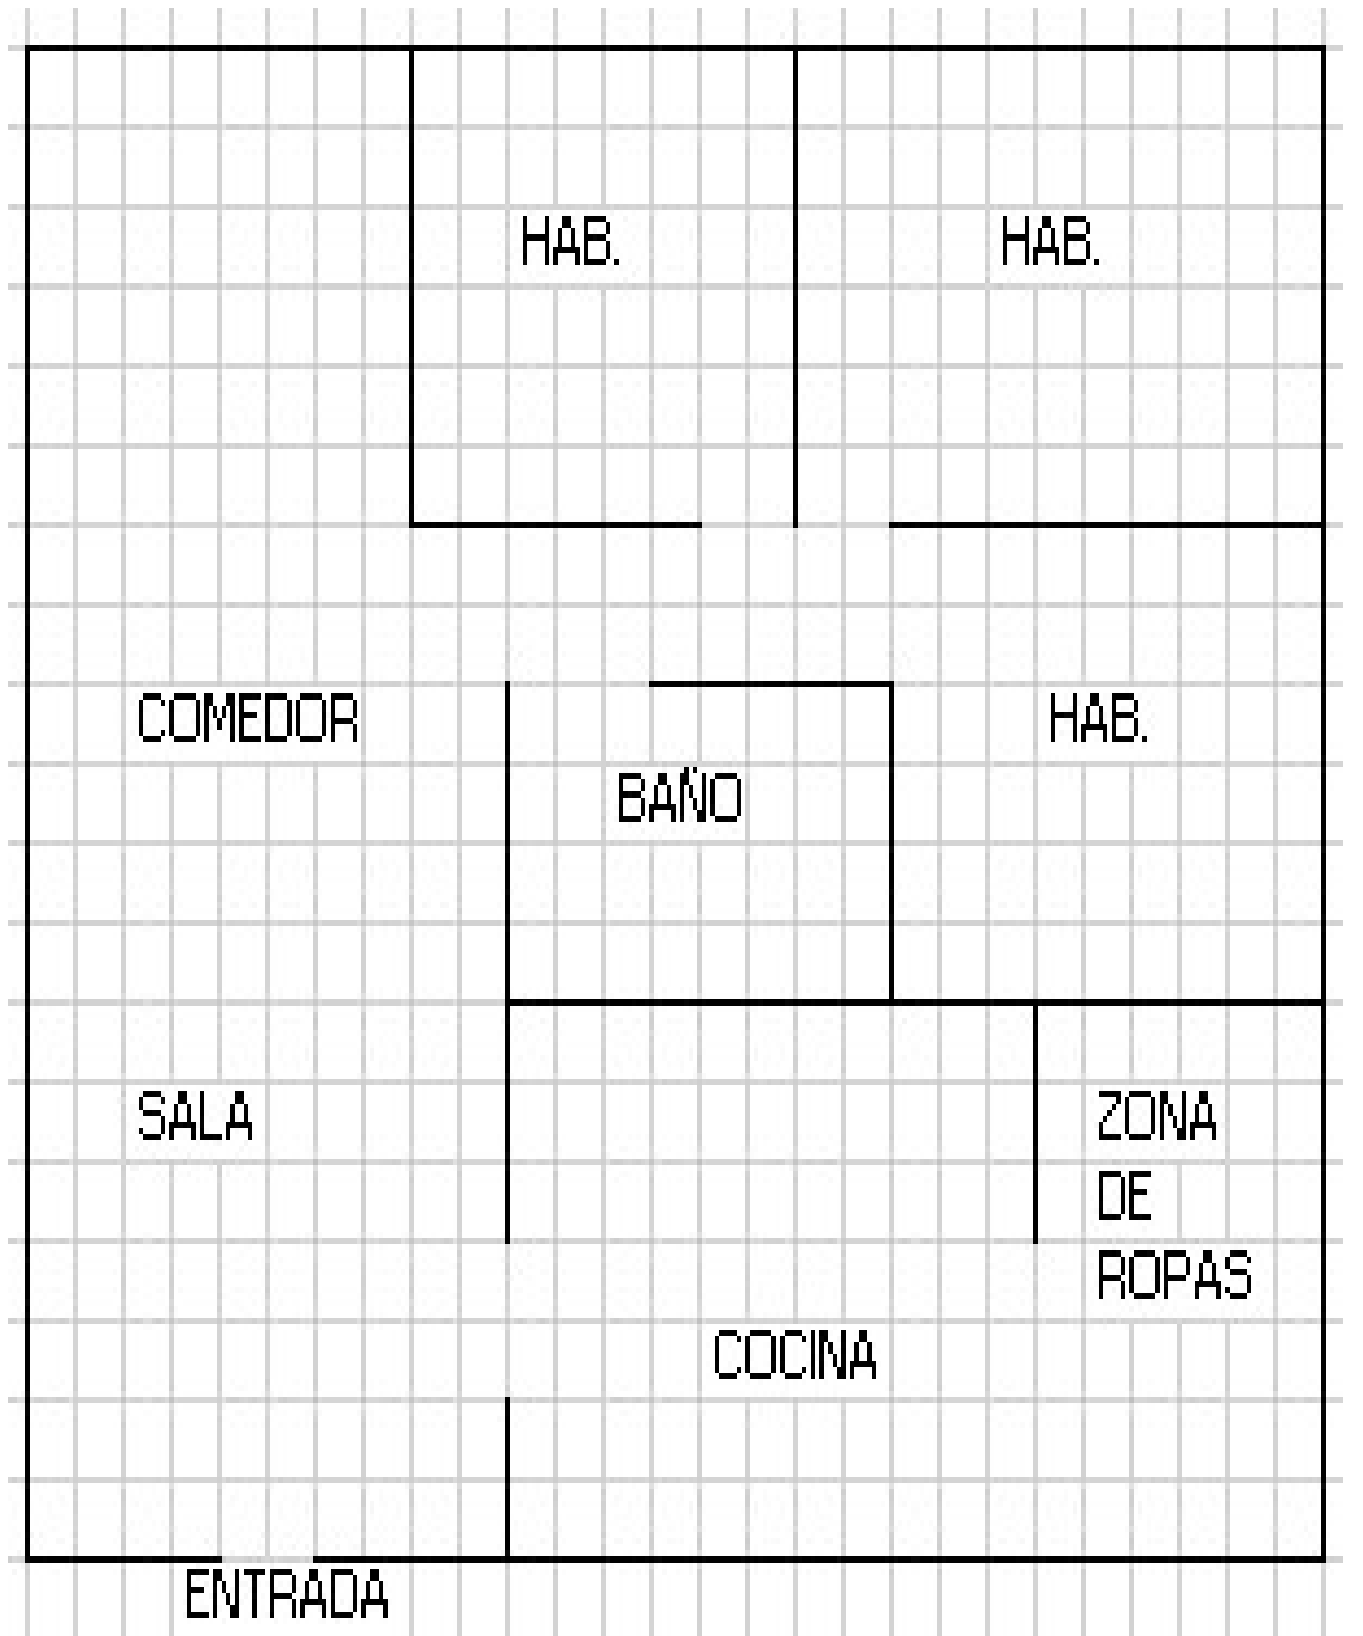 HAB.
HAB.
COMEDOR
HAB.
BAÑO
SALA
ZONA
DE
ROPAS
COCINA
ENTRADA